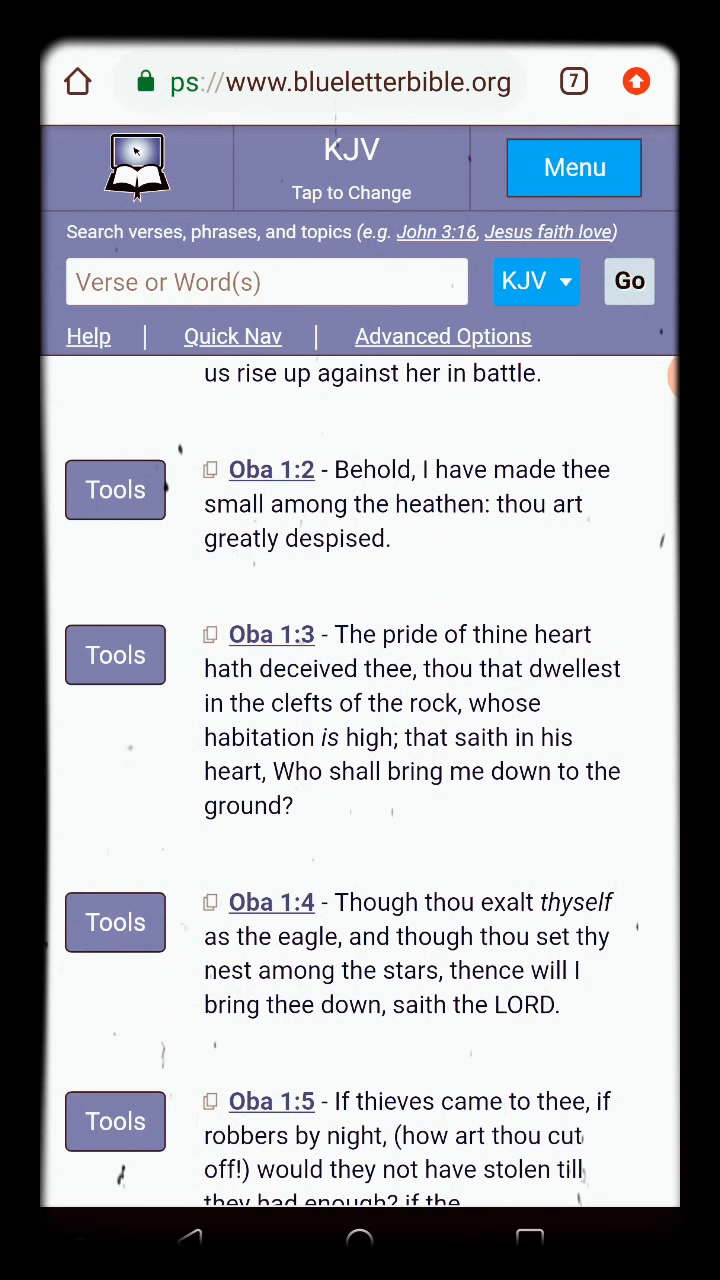 ps://www.blueletterbible.org
7
KJV
Tap to Change
Menu
Search verses, phrases, and topics (e.g. John 3:16, Jesus faith love)
Verse or Word(s)
KJV
Go
Help | Quick Nav | Advanced Options
us rise up against her in battle.
Tools
Oba 1:2 - Behold, I have made thee
small among the heathen: thou art
greatly despised.
Tools
Oba 1:3 - The pride of thine heart
hath deceived thee, thou that dwellest
in the clefts of the rock, whose
habitation is high; that saith in his
heart, Who shall bring me down to the
ground?
Tools
Oba 1:4 - Though thou exalt thyself
as the eagle, and though thou set thy
nest among the stars, thence will I
bring thee down, saith the LORD.
Tools
Oba 1:5 - If thieves came to thee, if
robbers by night, (how art thou cut
off!) would they not have stolen till
they had enough? if the